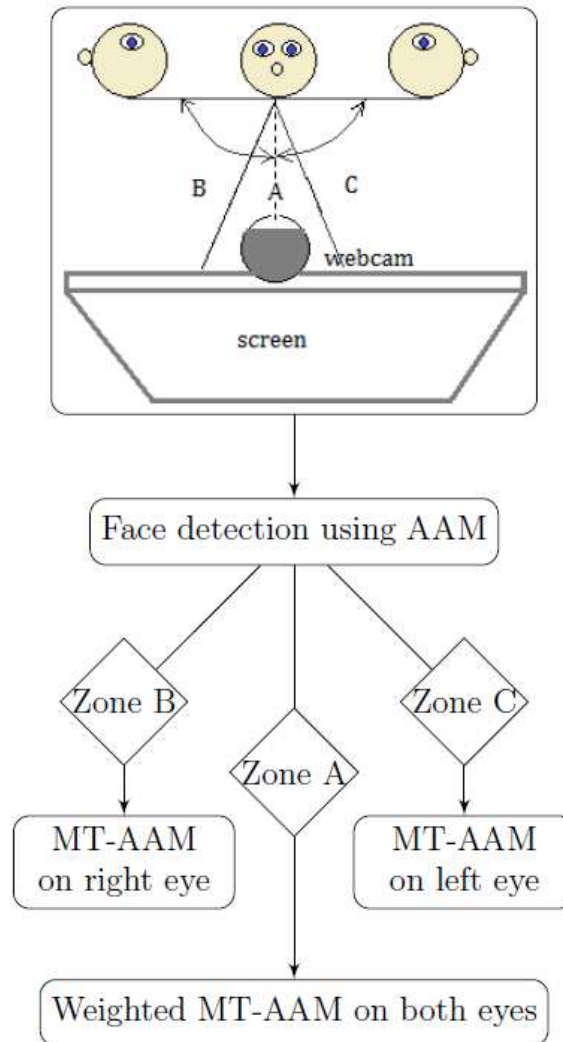 B
A
C
webcam
screen
Face detection using AAM
Zone B
Zone C
Zone A
MT-AAM
on right eye
MT-AAM
on left eye
Weighted MT-AAM on both eyes